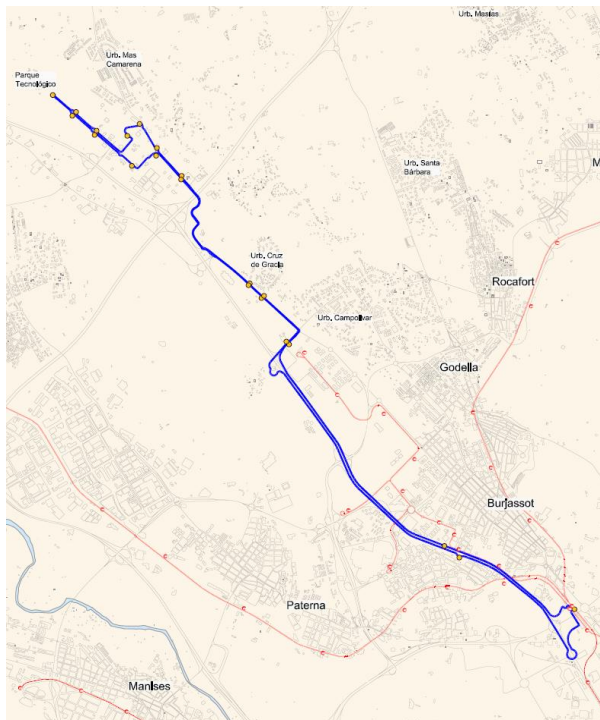 Urb. Masías
Urb. Mas
Camarena
Parque
Tecnológico
Urb. Santa
Bárbara
M
Urb. Cruz
de Gracia
Rocafort
Urb. Campolivar
Godella
Burjassot
Paterna
Manises